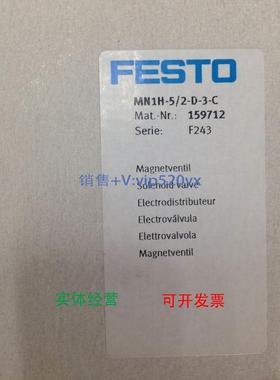 FESTO
MN1H-5/2-D-3-C
Mat.-Nr.: 159712
Serie: F243
Magnetventil
销售+V:vip520yx
Solenoid valve
Electrodistributeur
Electroválvula
Elettrovalvola
Magnetventil
实体经营
可开发票